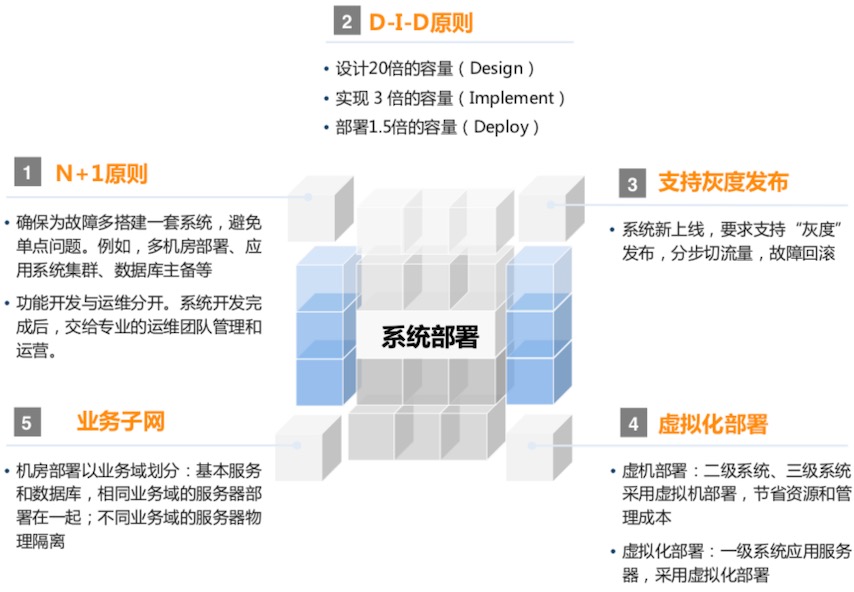 2 D-I-D原则
• 设计20倍的容量（Design）
• 实现 3 倍的容量（Implement）
• 部署1.5倍的容量（Deploy）
1 N+1原则
• 确保为故障多搭建一套系统，避免
单点问题。例如，多机房部署、应
用系统集群、数据库主备等
• 功能开发与运维分开。系统开发完
成后，交给专业的运维团队管理和
运营。
3 支持灰度发布
• 系统新上线，要求支持“灰度”
发布，分步切流量，故障回滚
系统部署
5 业务子网
• 机房部署以业务域划分：基本服务
和数据库，相同业务域的服务器部
署在一起；不同业务域的服务器物
理隔离
4 虚拟化部署
• 虚机部署：二级系统、三级系统
采用虚拟机部署，节省资源和管
理成本
• 虚拟化部署：一级系统应用服务
器，采用虚拟化部署